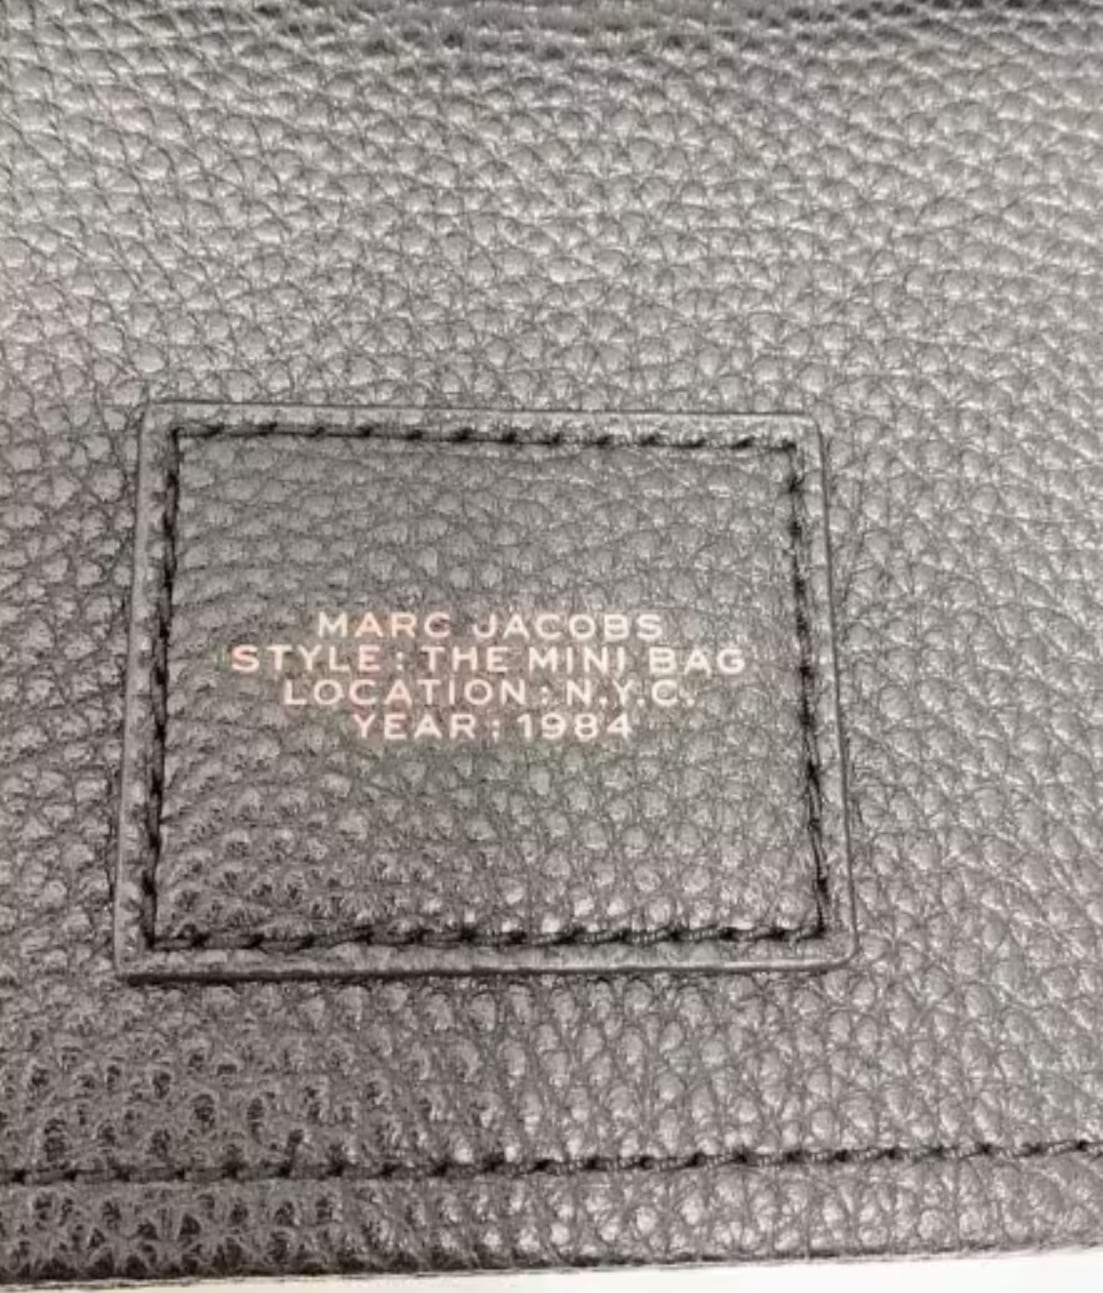 MARC JACOBS
STYLE : THE MINI BAG
LOCATION : N.Y.C.
YEAR : 1984